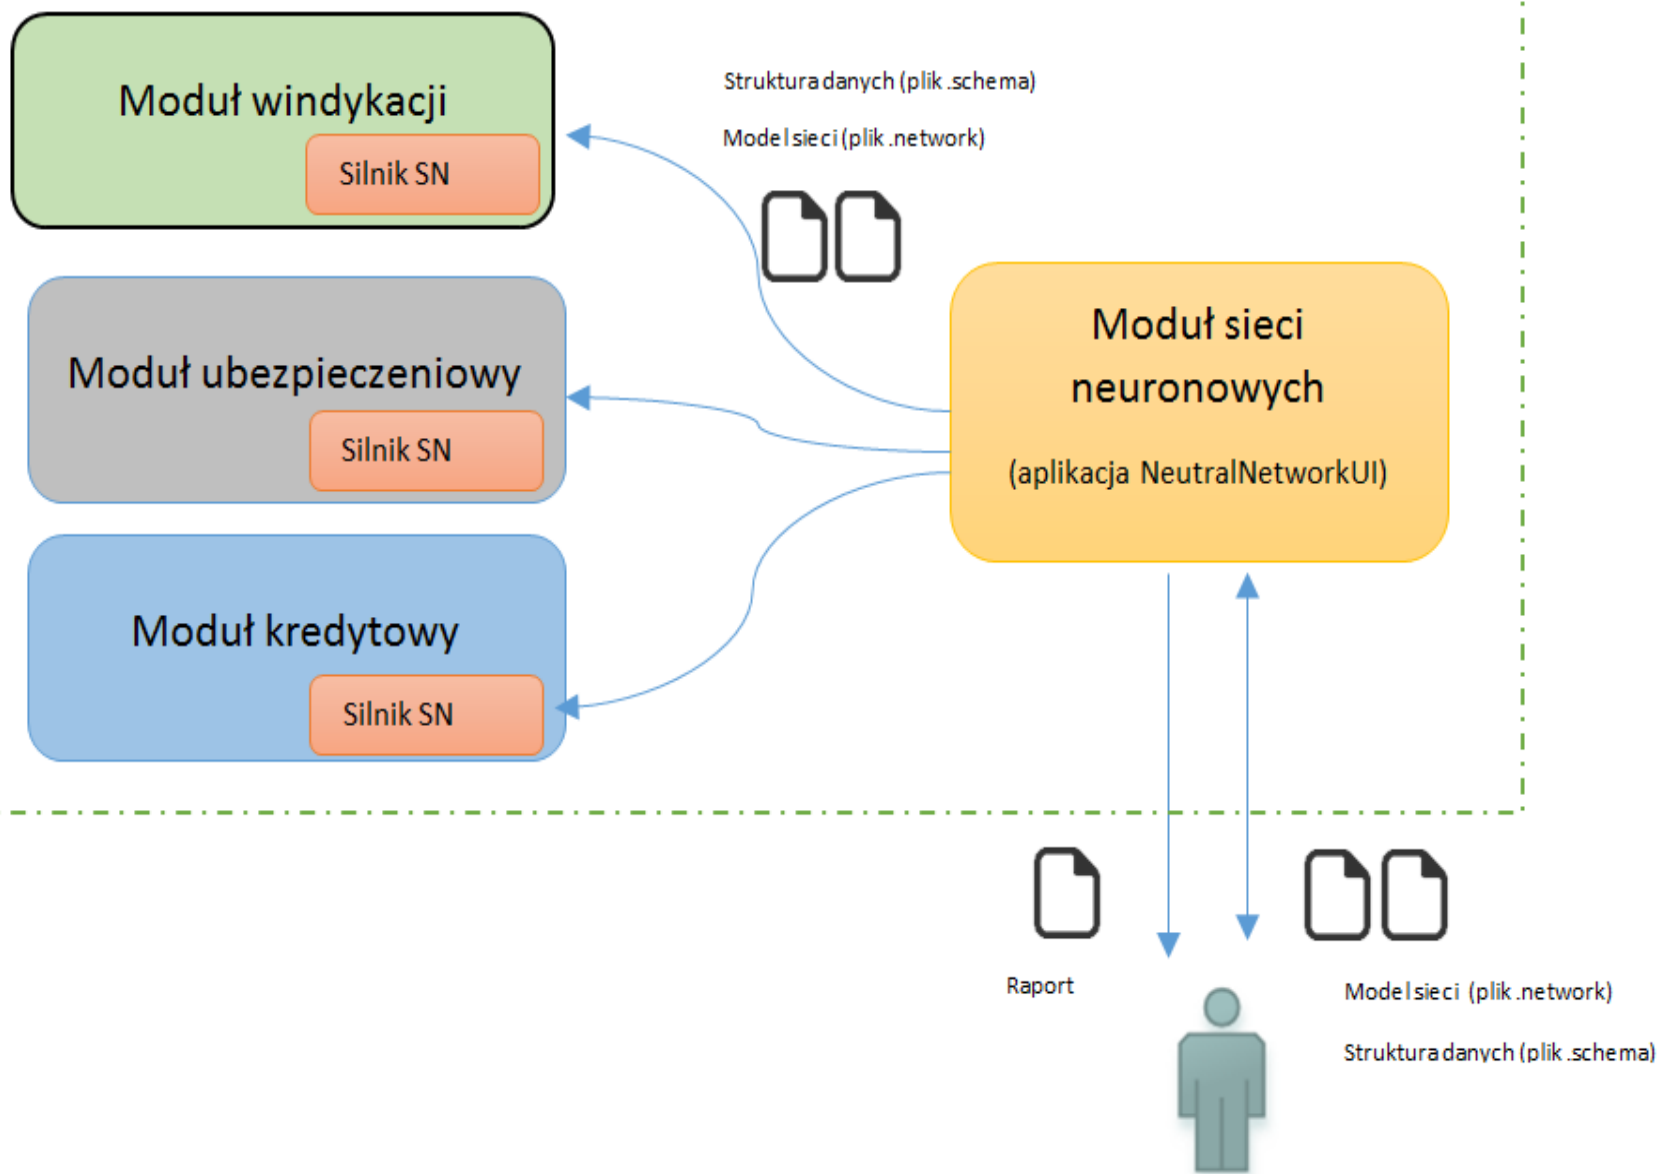 Moduł windykacji
Silnik SN
Struktura danych (plik .schema)
Model sieci (plik .network)
Moduł ubezpieczeniowy
Silnik SN
Moduł sieci
neuronowych
(aplikacja NeutralNetworkUI)
Moduł kredytowy
Silnik SN
Raport
Model sieci (plik .network)
Struktura danych (plik .schema)